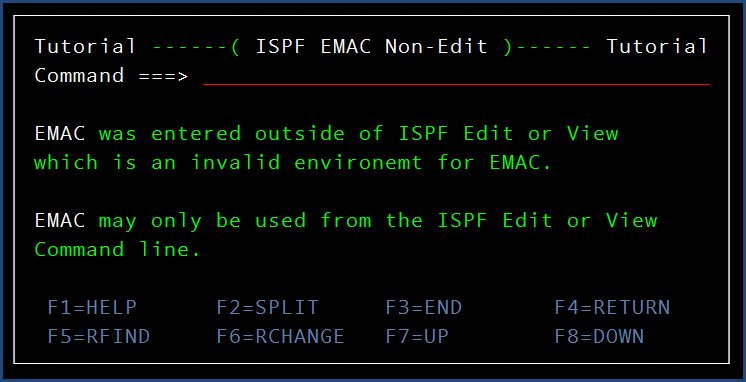 Tutorial ------( ISPF EMAC Non-Edit )------ Tutorial
Command ===> _______________________________________
EMAC was entered outside of ISPF Edit or View
which is an invalid environemt for EMAC.
EMAC may only be used from the ISPF Edit or View
Command line.
F1=HELP F2=SPLIT F3=END F4=RETURN
F5=RFIND F6=RCHANGE F7=UP F8=DOWN